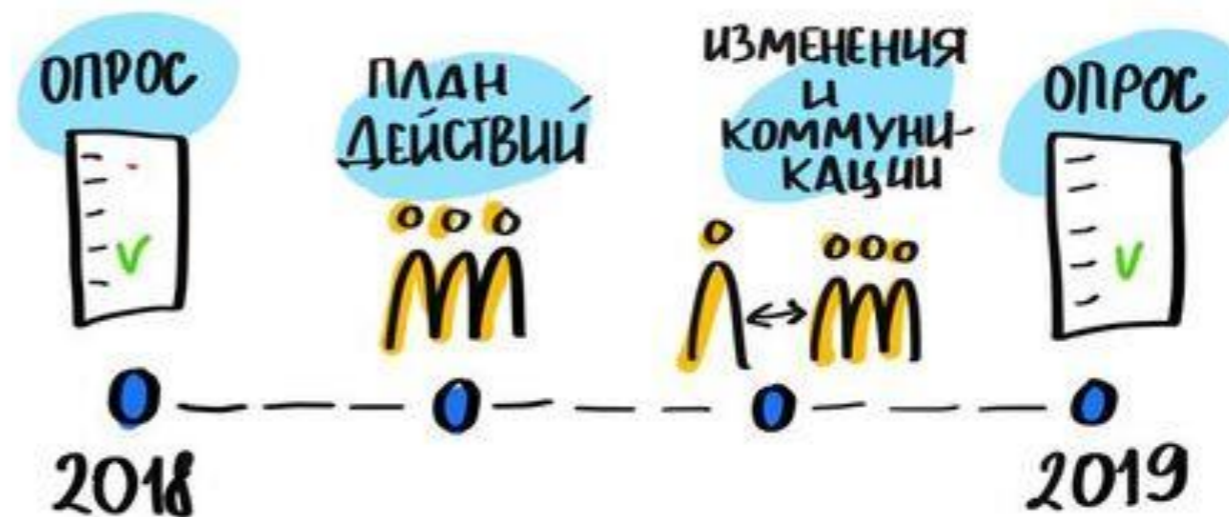 ОПРОС
ПЛАН
ДЕЙСТВИЙ
ИЗМЕНЕНИЯ
И
КОММУНИ-
КАЦИИ
ОПРОС
2018
2019